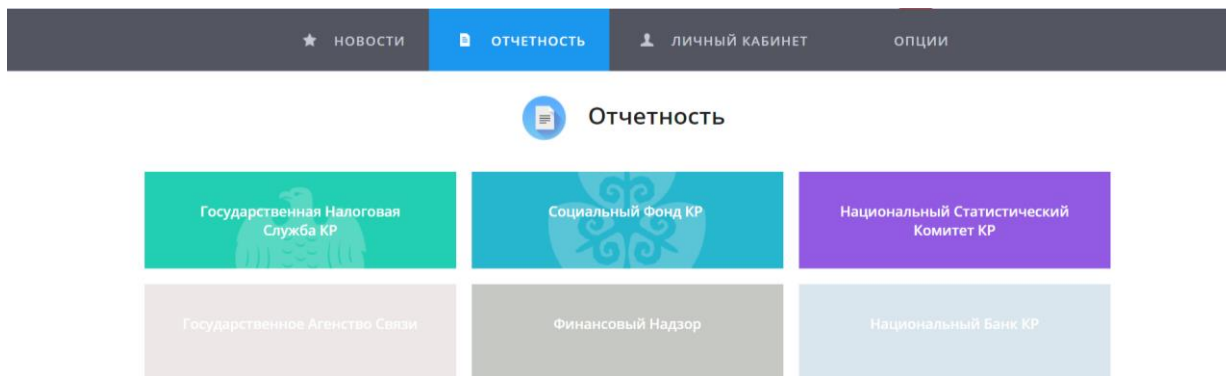 НОВОСТИ
ОТЧЕТНОСТЬ
ЛИЧНЫЙ КАБИНЕТ
ОПЦИИ
Отчетность
Государственная Налоговая
Служба КР
Социальный Фонд КР
Национальный Статистический
Комитет КР
Государственное Агенство Связи
Финансовый Надзор
Национальный Банк КР